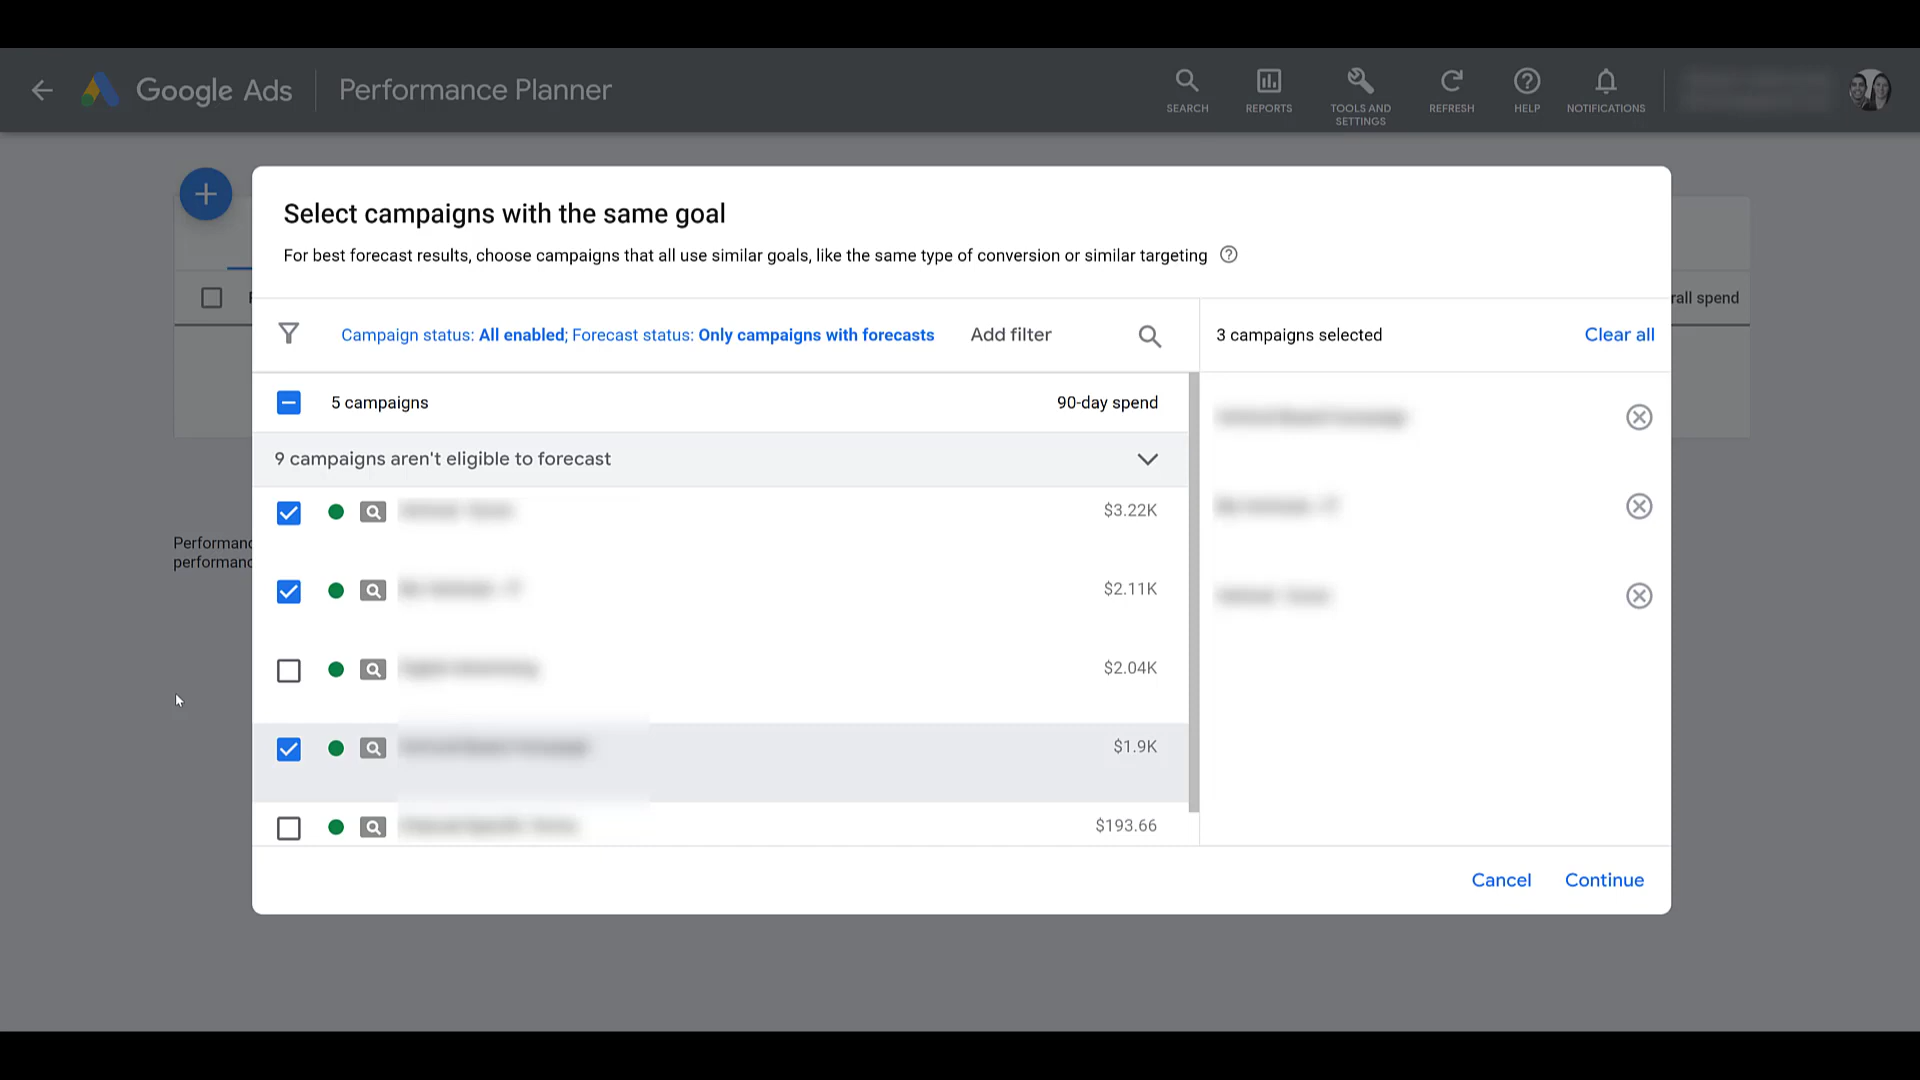 Google Ads
Performance Planner
SEARCH
REPORTS
TOOLS AND
SETTINGS
REFRESH
HELP
NOTIFICATIONS
Select campaigns with the same goal
For best forecast results, choose campaigns that all use similar goals, like the same type of conversion or similar targeting
rall spend
Campaign status: All enabled; Forecast status: Only campaigns with forecasts
Add filter
3 campaigns selected
Clear all
5 campaigns
90-day spend
9 campaigns aren't eligible to forecast
$3.22K
Performanc
performanc
$2.11K
$2.04K
$1.9K
$193.66
Cancel
Continue